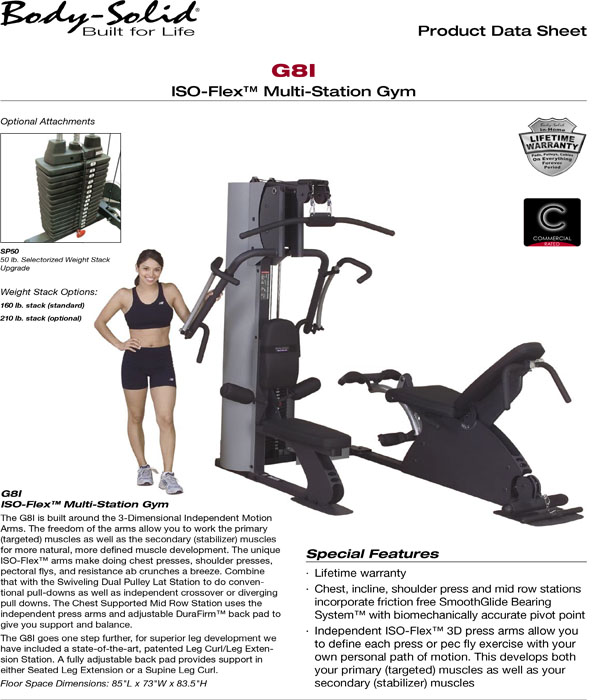 Body-Solid®
Built for Life
Product Data Sheet
G8I
ISO-Flex™ Multi-Station Gym
Optional Attachments
SP50
50 lb. Selectorized Weight Stack
Upgrade
Weight Stack Options:
160 lb. stack (standard)
210 lb. stack (optional)
Body-Solid
In-Home
LIFETIME
WARRANTY
Pads, Pulleys, Cables
On Everything
Forever
Period
C
COMMERCIAL
RATED
G8I
ISO-Flex™ Multi-Station Gym
The G8I is built around the 3-Dimensional Independent Motion
Arms. The freedom of the arms allow you to work the primary
(targeted) muscles as well as the secondary (stabilizer) muscles
for more natural, more defined muscle development. The unique
ISO-Flex™ arms make doing chest presses, shoulder presses,
pectoral flys, and resistance ab crunches a breeze. Combine
that with the Swiveling Dual Pulley Lat Station to do conven-
tional pull-downs as well as independent crossover or diverging
pull downs. The Chest Supported Mid Row Station uses the
independent press arms and adjustable DuraFirm™ back pad to
give you support and balance.
The G8I goes one step further, for superior leg development we
have included a state-of-the-art, patented Leg Curl/Leg Exten-
sion Station. A fully adjustable back pad provides support in
either Seated Leg Extension or a Supine Leg Curl.
Floor Space Dimensions: 85"L x 73"W x 83.5"H
Special Features
· Lifetime warranty
· Chest, incline, shoulder press and mid row stations
incorporate friction free SmoothGlide Bearing
System™ with biomechanically accurate pivot point
· Independent ISO-Flex™ 3D press arms allow you
to define each press or pec fly exercise with your
own personal path of motion. This develops both
your primary (targeted) muscles as well as your
secondary (stabilizer) muscles